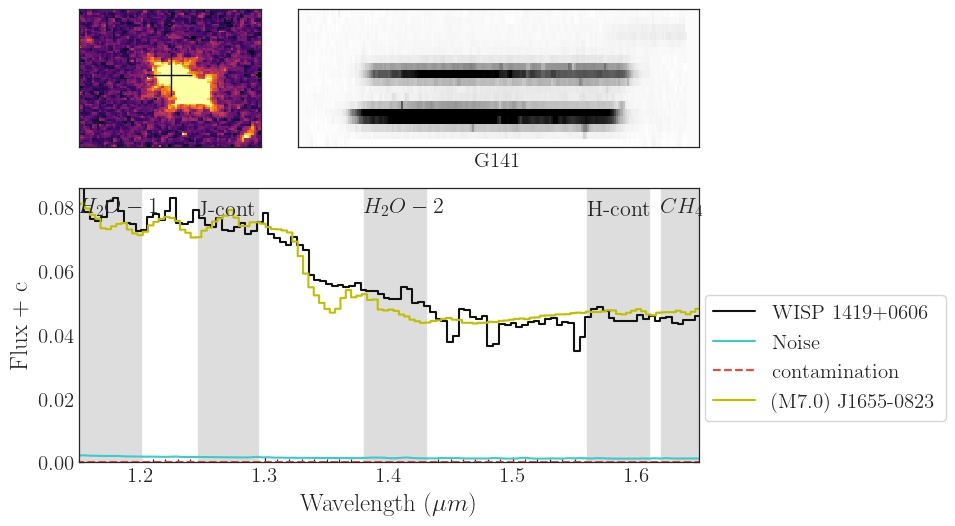 G141
H₂O − 1 J-cont H₂O − 2 H-cont CH₄
0.08
0.06
0.04
0.02
0.00
Flux + c
1.2 1.3 1.4 1.5 1.6
Wavelength (μm)
WISP 1419+0606
Noise
contamination
(M7.0) J1655-0823